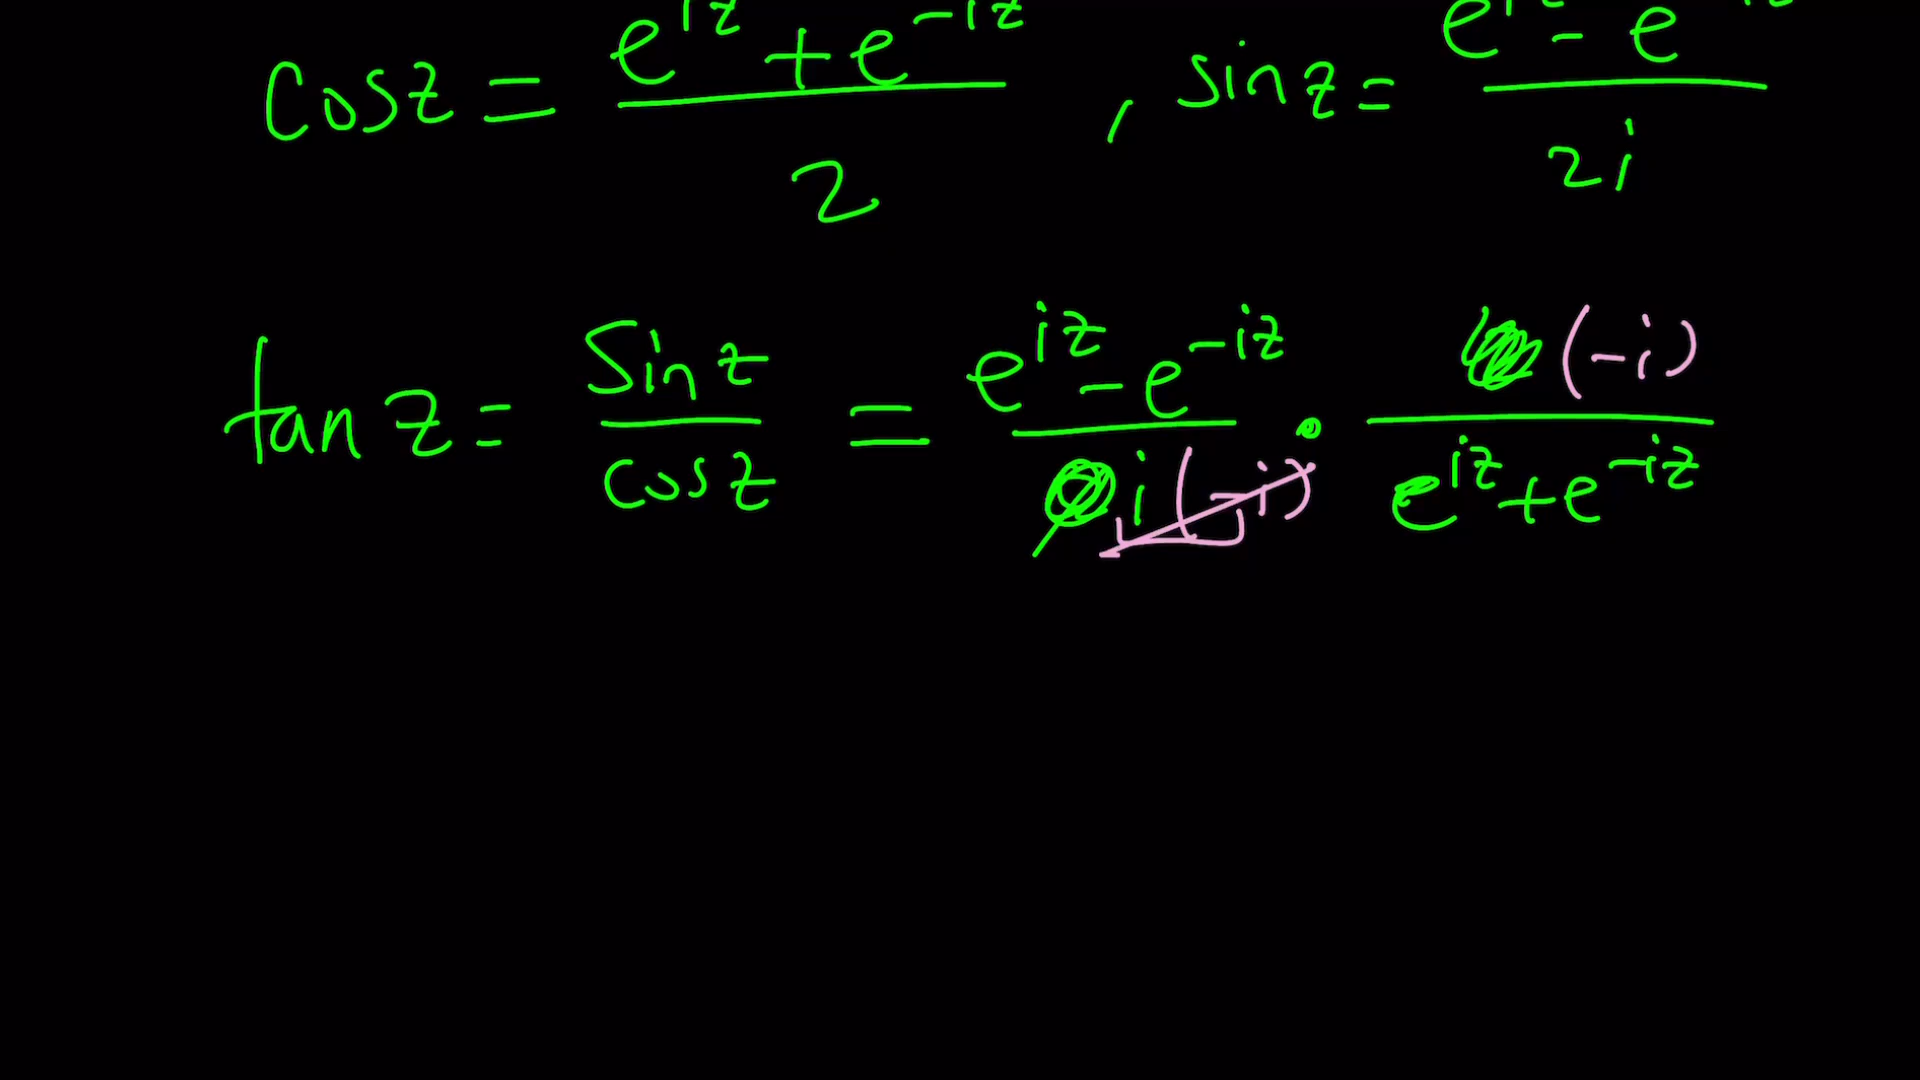 cos z = (e^{iz} + e^{-iz}) / 2 , sin z = (e^{iz} - e^{-iz}) / 2i
tan z = sin z / cos z = (e^{iz} - e^{-iz}) / i(-i) · (-i) / (e^{iz} + e^{-iz})